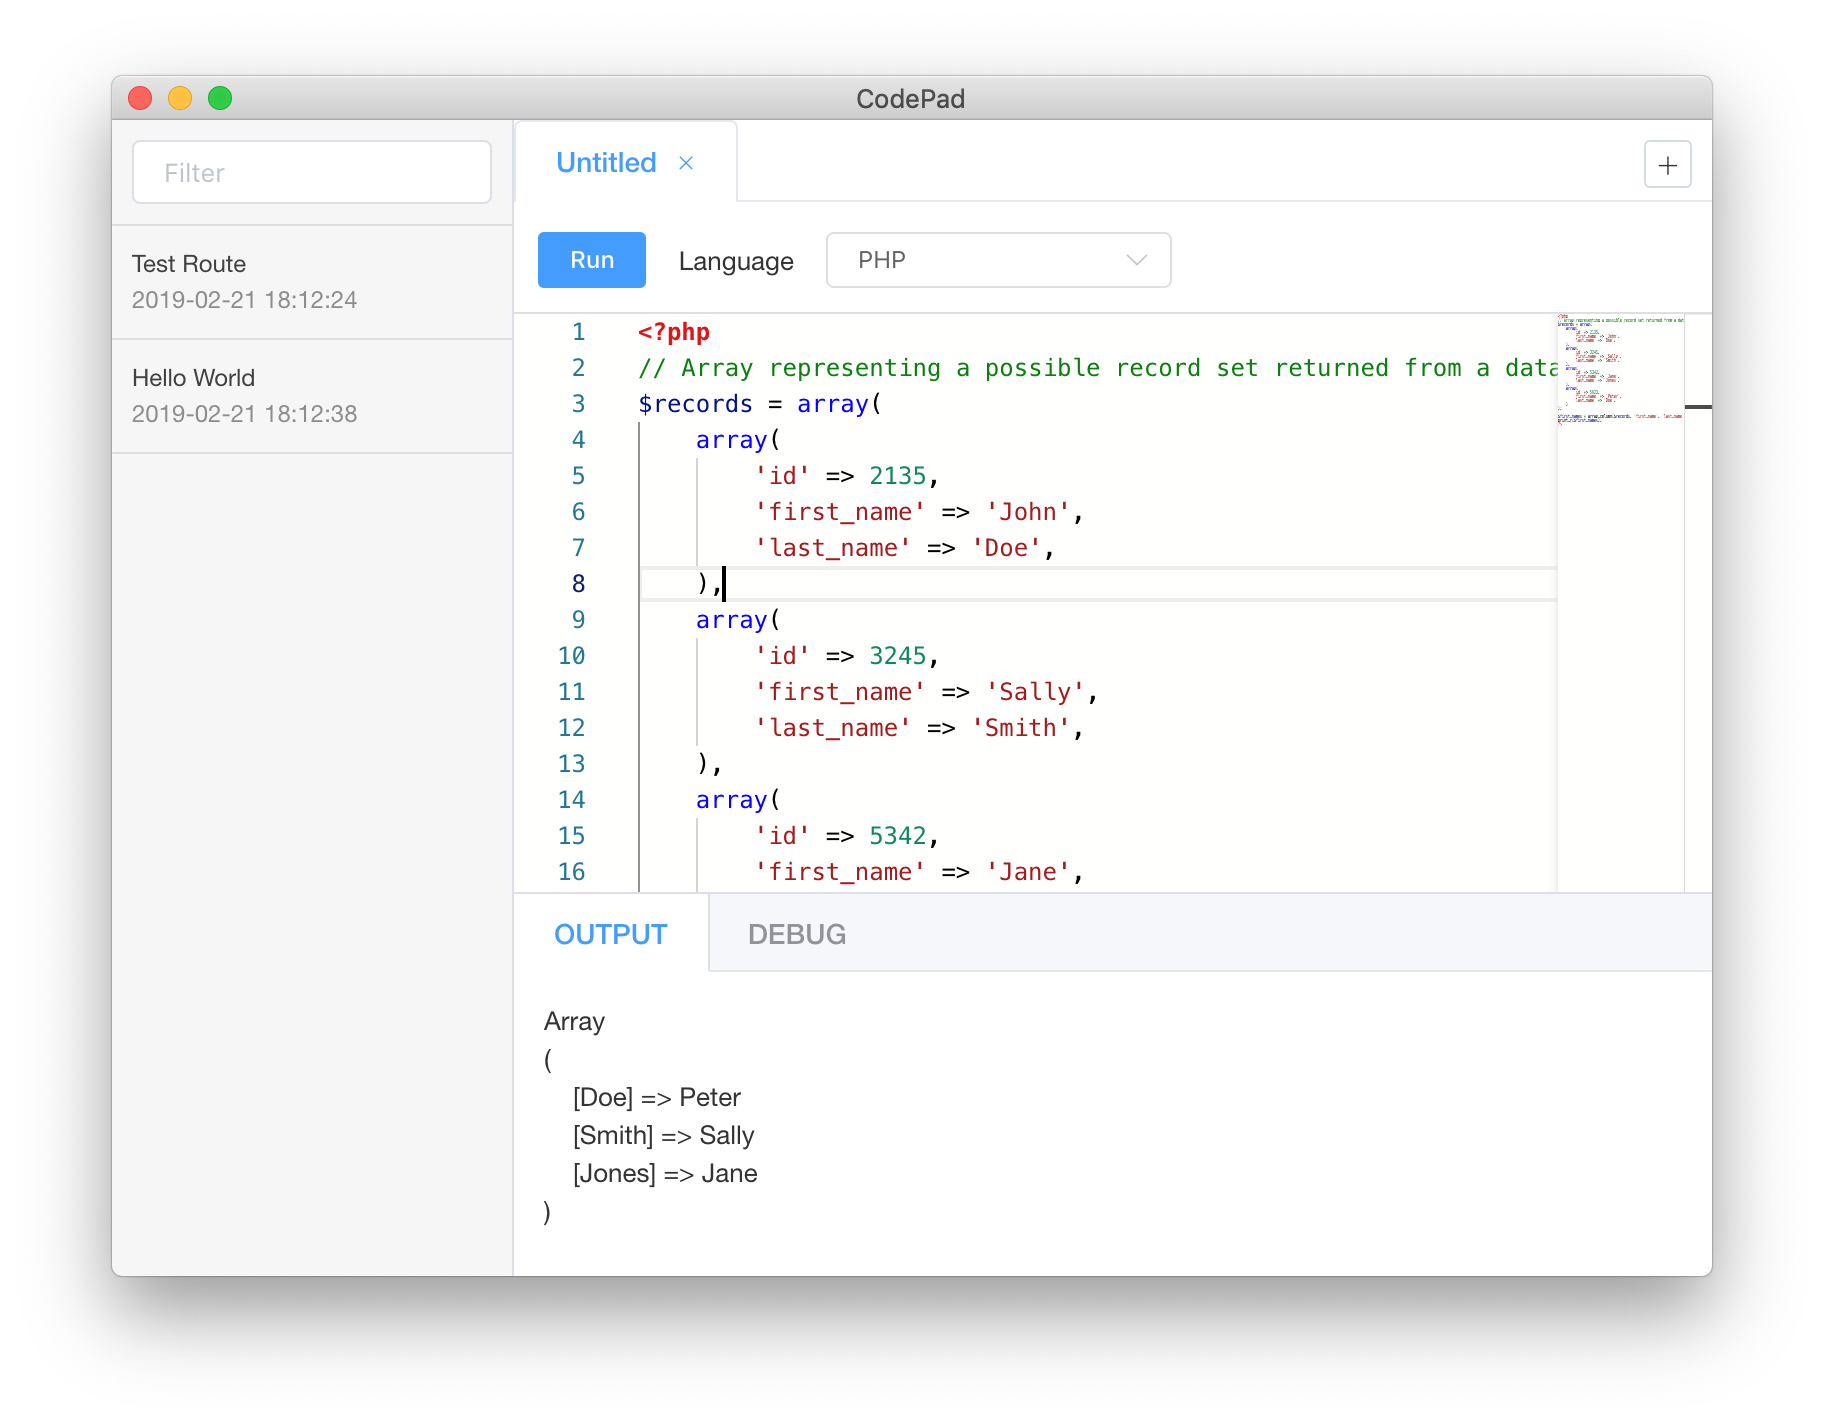 CodePad
Filter
Test Route
2019-02-21 18:12:24
Hello World
2019-02-21 18:12:38
Untitled ×
+
Run Language PHP
1 <?php
2 // Array representing a possible record set returned from a data
3 $records = array(
4 array(
5 'id' => 2135,
6 'first_name' => 'John',
7 'last_name' => 'Doe',
8 ),
9 array(
10 'id' => 3245,
11 'first_name' => 'Sally',
12 'last_name' => 'Smith',
13 ),
14 array(
15 'id' => 5342,
16 'first_name' => 'Jane',
OUTPUT DEBUG
Array
(
[Doe] => Peter
[Smith] => Sally
[Jones] => Jane
)